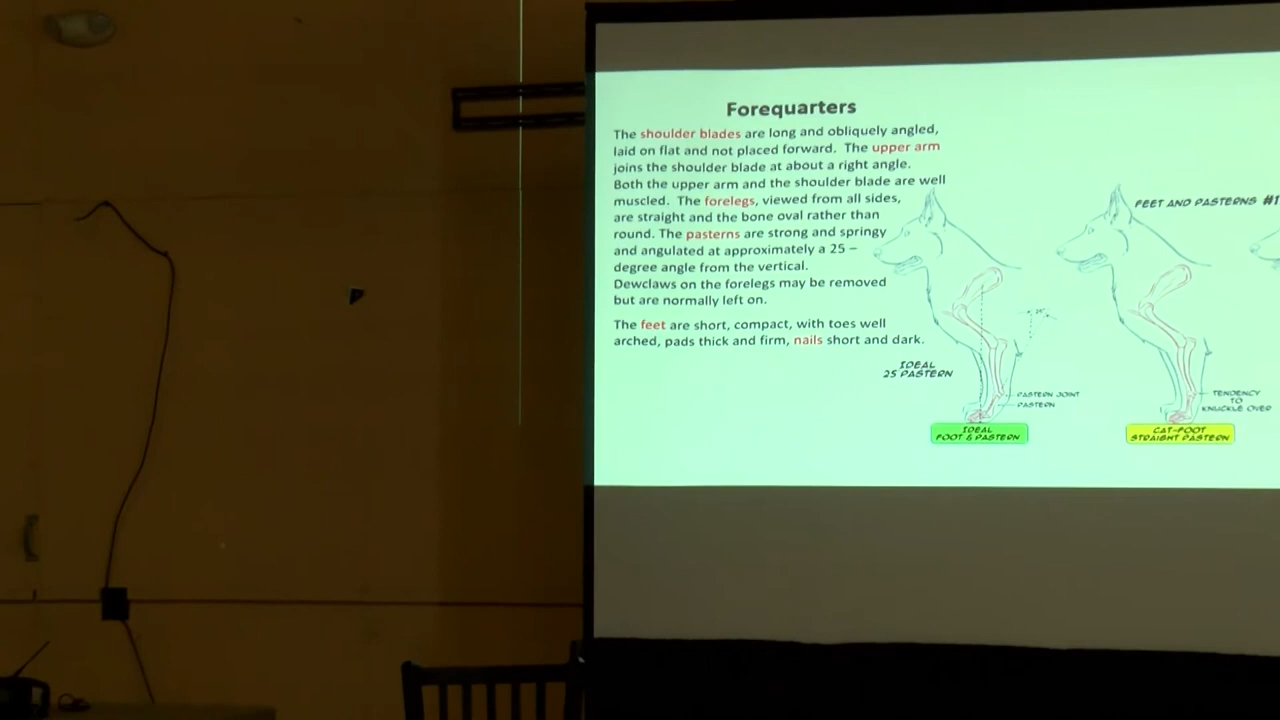 Forequarters
The shoulder blades are long and obliquely angled,
laid on flat and not placed forward. The upper arm
joins the shoulder blade at about a right angle.
Both the upper arm and the shoulder blade are well
muscled. The forelegs, viewed from all sides,
are straight and the bone oval rather than
round. The pasterns are strong and springy
and angulated at approximately a 25 –
degree angle from the vertical.
Dewclaws on the forelegs may be removed
but are normally left on.
The feet are short, compact, with toes well
arched, pads thick and firm, nails short and dark.
FEET AND PASTERNS #1
IDEAL
25 PASTERN
PASTERN JOINT
PASTERN
IDEAL
FOOT & PASTERN
TENDENCY
TO
KNUCKLE OVER
CAT-FOOT
STRAIGHT PASTERN